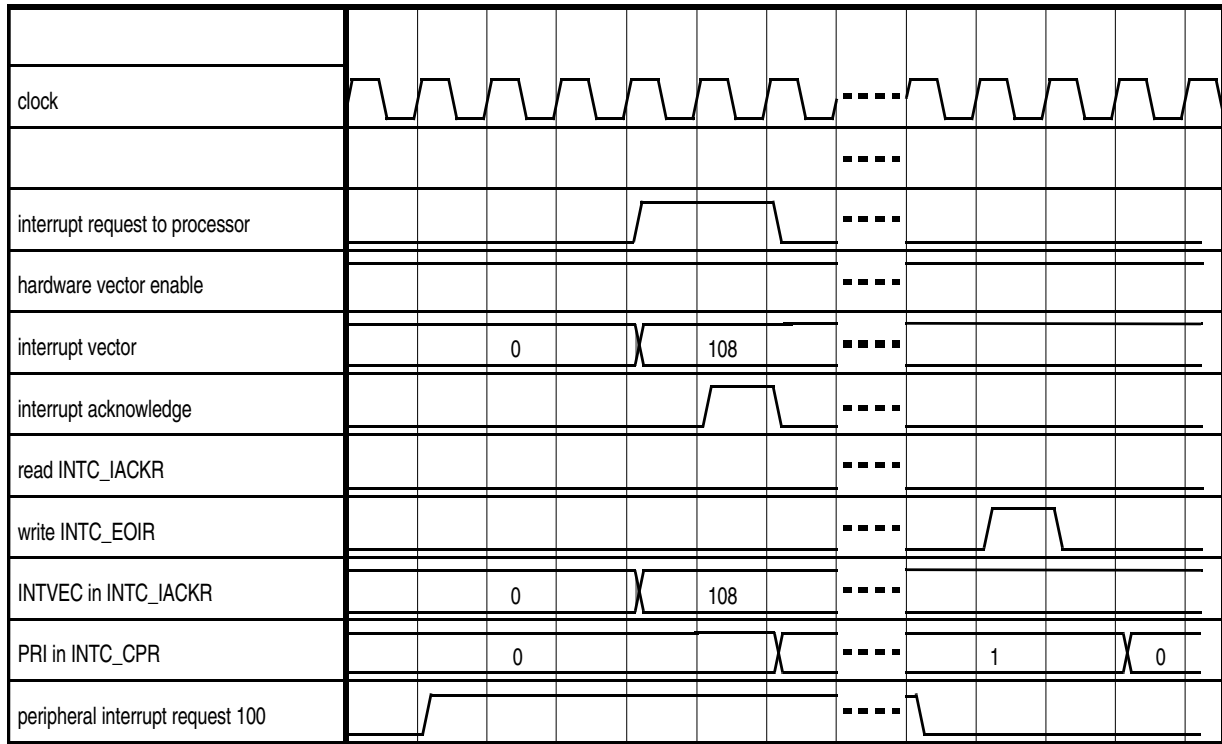 clock
interrupt request to processor
hardware vector enable
interrupt vector 0 108
interrupt acknowledge
read INTC_IACKR
write INTC_EOIR
INTVEC in INTC_IACKR 0 108
PRI in INTC_CPR 0 1 0
peripheral interrupt request 100